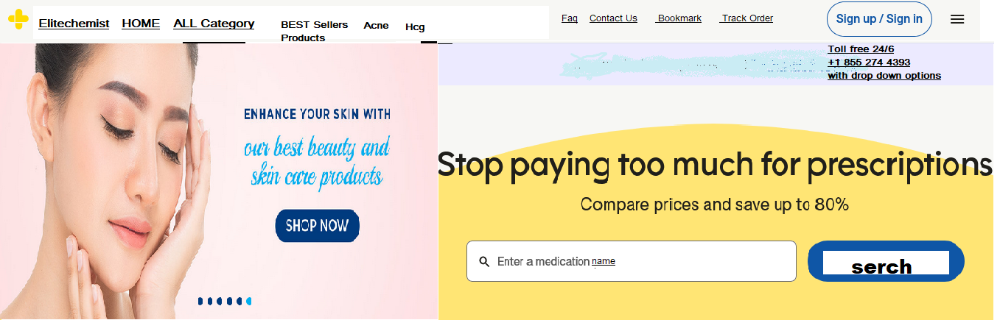 Elitechemist HOME ALL Category BEST Sellers Products Acne Hcg Faq Contact Us Bookmark Track Order Sign up / Sign in
Toll free 24/6
+1 855 274 4393
with drop down options
ENHANCE YOUR SKIN WITH
our best beauty and
skin care products
SHOP NOW
Stop paying too much for prescriptions
Compare prices and save up to 80%
Enter a medication name
serch